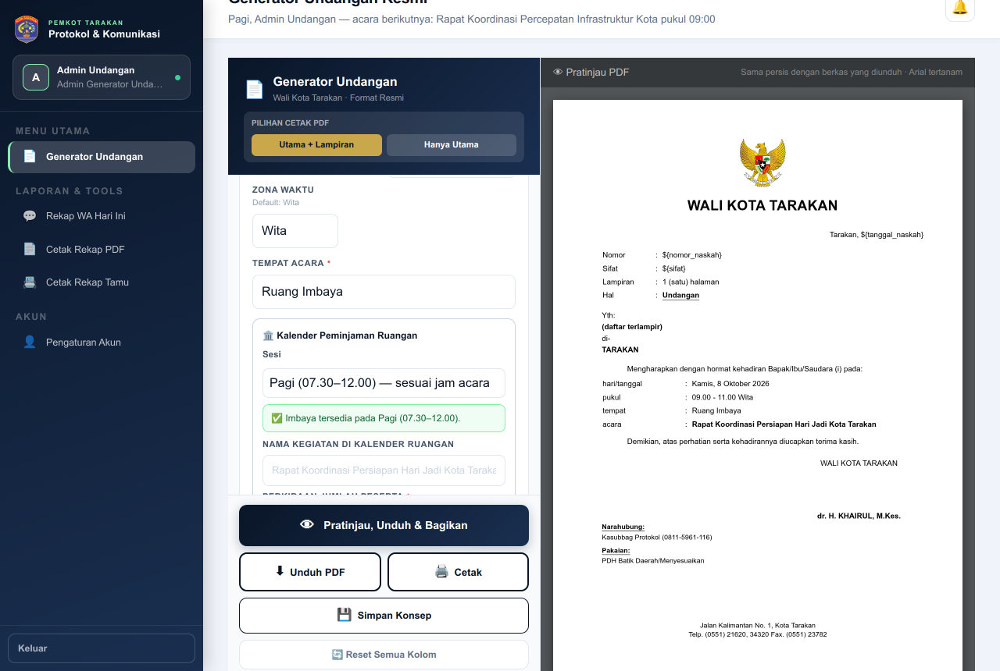 PEMKOT TARAKAN
Protokol & Komunikasi
A
Admin Undangan
Admin Generator Unda...
MENU UTAMA
Generator Undangan
LAPORAN & TOOLS
Rekap WA Hari Ini
Cetak Rekap PDF
Cetak Rekap Tamu
AKUN
Pengaturan Akun
Keluar
Generator Undangan Resmi
Pagi, Admin Undangan — acara berikutnya: Rapat Koordinasi Percepatan Infrastruktur Kota pukul 09:00
Generator Undangan
Wali Kota Tarakan · Format Resmi
PILIHAN CETAK PDF
Utama + Lampiran
Hanya Utama
ZONA WAKTU
Default: Wita
Wita
TEMPAT ACARA *
Ruang Imbaya
Kalender Peminjaman Ruangan
Sesi
Pagi (07.30–12.00) — sesuai jam acara
Imbaya tersedia pada Pagi (07.30–12.00).
NAMA KEGIATAN DI KALENDER RUANGAN
Rapat Koordinasi Persiapan Hari Jadi Kota Taraka
PERKIRAAN JUMLAH PESERTA *
Pratinjau, Unduh & Bagikan
Unduh PDF
Cetak
Simpan Konsep
Reset Semua Kolom
Pratinjau PDF
Sama persis dengan berkas yang diunduh · Arial tertanam
WALI KOTA TARAKAN
Tarakan, ${tanggal_naskah}
Nomor : ${nomor_naskah}
Sifat : ${sifat}
Lampiran : 1 (satu) halaman
Hal : Undangan
Yth:
(daftar terlampir)
di-
TARAKAN
Mengharapkan dengan hormat kehadiran Bapak/Ibu/Saudara (i) pada:
hari/tanggal : Kamis, 8 Oktober 2026
pukul : 09.00 - 11.00 Wita
tempat : Ruang Imbaya
acara : Rapat Koordinasi Persiapan Hari Jadi Kota Tarakan
Demikian, atas perhatian serta kehadirannya diucapkan terima kasih.
WALI KOTA TARAKAN
dr. H. KHAIRUL, M.Kes.
Narahubung:
Kasubbag Protokol (0811-5961-116)
Pakaian:
PDH Batik Daerah/Menyesuaikan
Jalan Kalimantan No. 1, Kota Tarakan
Telp. (0551) 21620, 34320 Fax. (0551) 23782